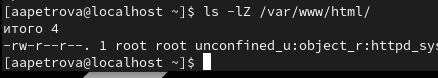 [aapetrova@localhost ~]$ ls -lZ /var/www/html/
итого 4
-rw-r--r--. 1 root root unconfined_u:object_r:httpd_sys
[aapetrova@localhost ~]$